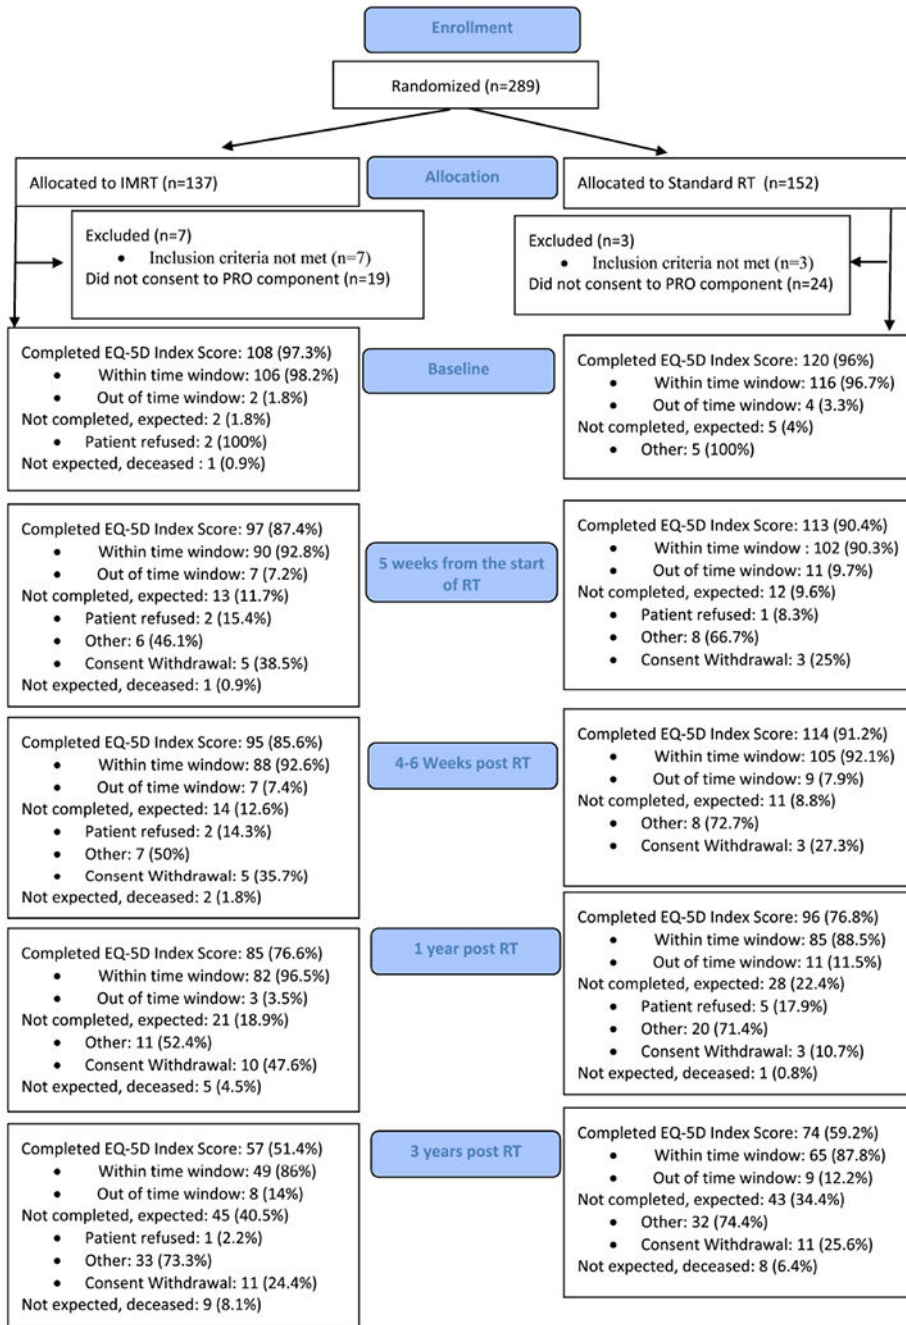 Enrollment
Randomized (n=289)
Allocated to IMRT (n=137)
Allocation
Allocated to Standard RT (n=152)
Excluded (n=7)
• Inclusion criteria not met (n=7)
Did not consent to PRO component (n=19)
Excluded (n=3)
• Inclusion criteria not met (n=3)
Did not consent to PRO component (n=24)
Baseline
Completed EQ-5D Index Score: 108 (97.3%)
• Within time window: 106 (98.2%)
• Out of time window: 2 (1.8%)
Not completed, expected: 2 (1.8%)
• Patient refused: 2 (100%)
Not expected, deceased : 1 (0.9%)
Completed EQ-5D Index Score: 120 (96%)
• Within time window: 116 (96.7%)
• Out of time window: 4 (3.3%)
Not completed, expected: 5 (4%)
• Other: 5 (100%)
5 weeks from the start
of RT
Completed EQ-5D Index Score: 97 (87.4%)
• Within time window: 90 (92.8%)
• Out of time window: 7 (7.2%)
Not completed, expected: 13 (11.7%)
• Patient refused: 2 (15.4%)
• Other: 6 (46.1%)
• Consent Withdrawal: 5 (38.5%)
Not expected, deceased: 1 (0.9%)
Completed EQ-5D Index Score: 113 (90.4%)
• Within time window : 102 (90.3%)
• Out of time window: 11 (9.7%)
Not completed, expected: 12 (9.6%)
• Patient refused: 1 (8.3%)
• Other: 8 (66.7%)
• Consent Withdrawal: 3 (25%)
4-6 Weeks post RT
Completed EQ-5D Index Score: 95 (85.6%)
• Within time window: 88 (92.6%)
• Out of time window: 7 (7.4%)
Not completed, expected: 14 (12.6%)
• Patient refused: 2 (14.3%)
• Other: 7 (50%)
• Consent Withdrawal: 5 (35.7%)
Not expected, deceased: 2 (1.8%)
Completed EQ-5D Index Score: 114 (91.2%)
• Within time window: 105 (92.1%)
• Out of time window: 9 (7.9%)
Not completed, expected: 11 (8.8%)
• Other: 8 (72.7%)
• Consent Withdrawal: 3 (27.3%)
1 year post RT
Completed EQ-5D Index Score: 85 (76.6%)
• Within time window: 82 (96.5%)
• Out of time window: 3 (3.5%)
Not completed, expected: 21 (18.9%)
• Other: 11 (52.4%)
• Consent Withdrawal: 10 (47.6%)
Not expected, deceased: 5 (4.5%)
Completed EQ-5D Index Score: 96 (76.8%)
• Within time window: 85 (88.5%)
• Out of time window: 11 (11.5%)
Not completed, expected: 28 (22.4%)
• Patient refused: 5 (17.9%)
• Other: 20 (71.4%)
• Consent Withdrawal: 3 (10.7%)
Not expected, deceased: 1 (0.8%)
3 years post RT
Completed EQ-5D Index Score: 57 (51.4%)
• Within time window: 49 (86%)
• Out of time window: 8 (14%)
Not completed, expected: 45 (40.5%)
• Patient refused: 1 (2.2%)
• Other: 33 (73.3%)
• Consent Withdrawal: 11 (24.4%)
Not expected, deceased: 9 (8.1%)
Completed EQ-5D Index Score: 74 (59.2%)
• Within time window: 65 (87.8%)
• Out of time window: 9 (12.2%)
Not completed, expected: 43 (34.4%)
• Other: 32 (74.4%)
• Consent Withdrawal: 11 (25.6%)
Not expected, deceased: 8 (6.4%)